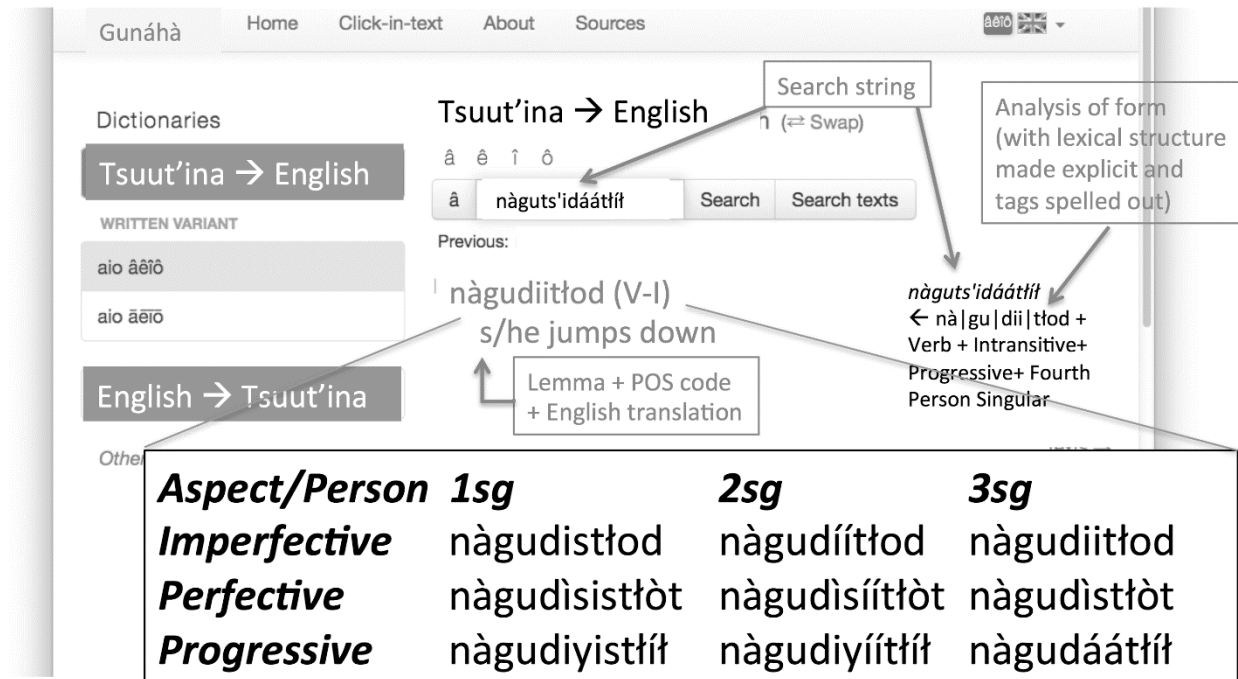 Gunáhà Home Click-in-text About Sources âêîô
Search string
Analysis of form
(with lexical structure
made explicit and
tags spelled out)
Dictionaries
Tsuut’ina → English
WRITTEN VARIANT
aio âêîô
aio āēīō
English → Tsuut’ina
Other
Tsuut’ina → English n (⇄ Swap)
â ê î ô
â nàguts'idáátłíł Search Search texts
Previous:
nàgudiitłod (V-I)
s/he jumps down
Lemma + POS code
+ English translation
nàguts'idáátłíł
← nà|gu|dii|tłod +
Verb + Intransitive+
Progressive+ Fourth
Person Singular
Aspect/Person 1sg 2sg 3sg
Imperfective nàgudistłod nàgudíítłod nàgudiitłod
Perfective nàgudìsistłòt nàgudìsíítłòt nàgudìstłòt
Progressive nàgudiyistłíł nàgudiyíítłíł nàgudáátłíł